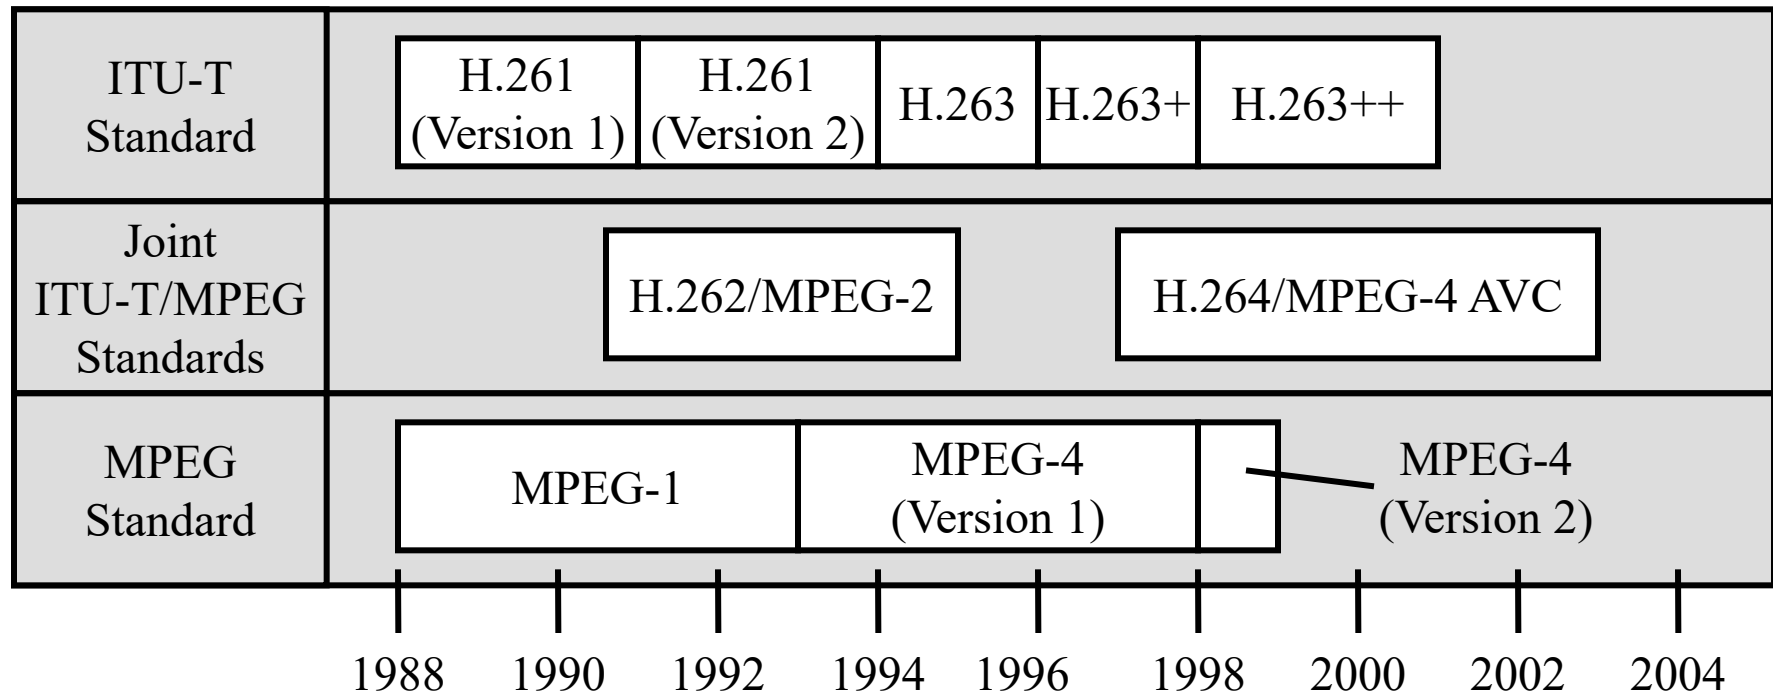 ITU-T
Standard
H.261
(Version 1)
H.261
(Version 2)
H.263
H.263+
H.263++
Joint
ITU-T/MPEG
Standards
H.262/MPEG-2
H.264/MPEG-4 AVC
MPEG
Standard
MPEG-1
MPEG-4
(Version 1)
MPEG-4
(Version 2)
1988 1990 1992 1994 1996 1998 2000 2002 2004